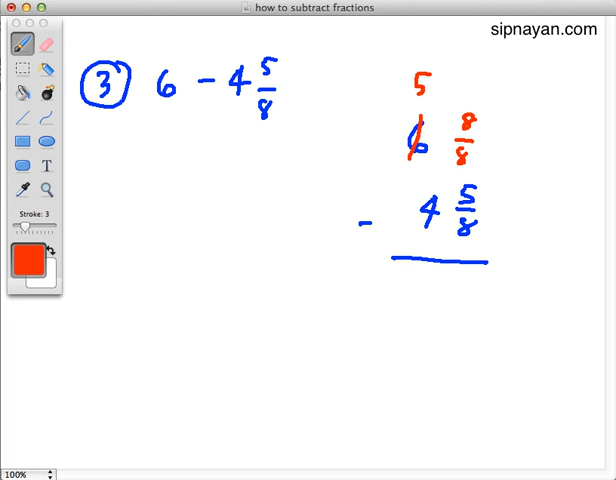 how to subtract fractions
sipnayan.com
3 6 - 4 5/8
5
6 8/8
- 4 5/8
T
Stroke: 3
100%